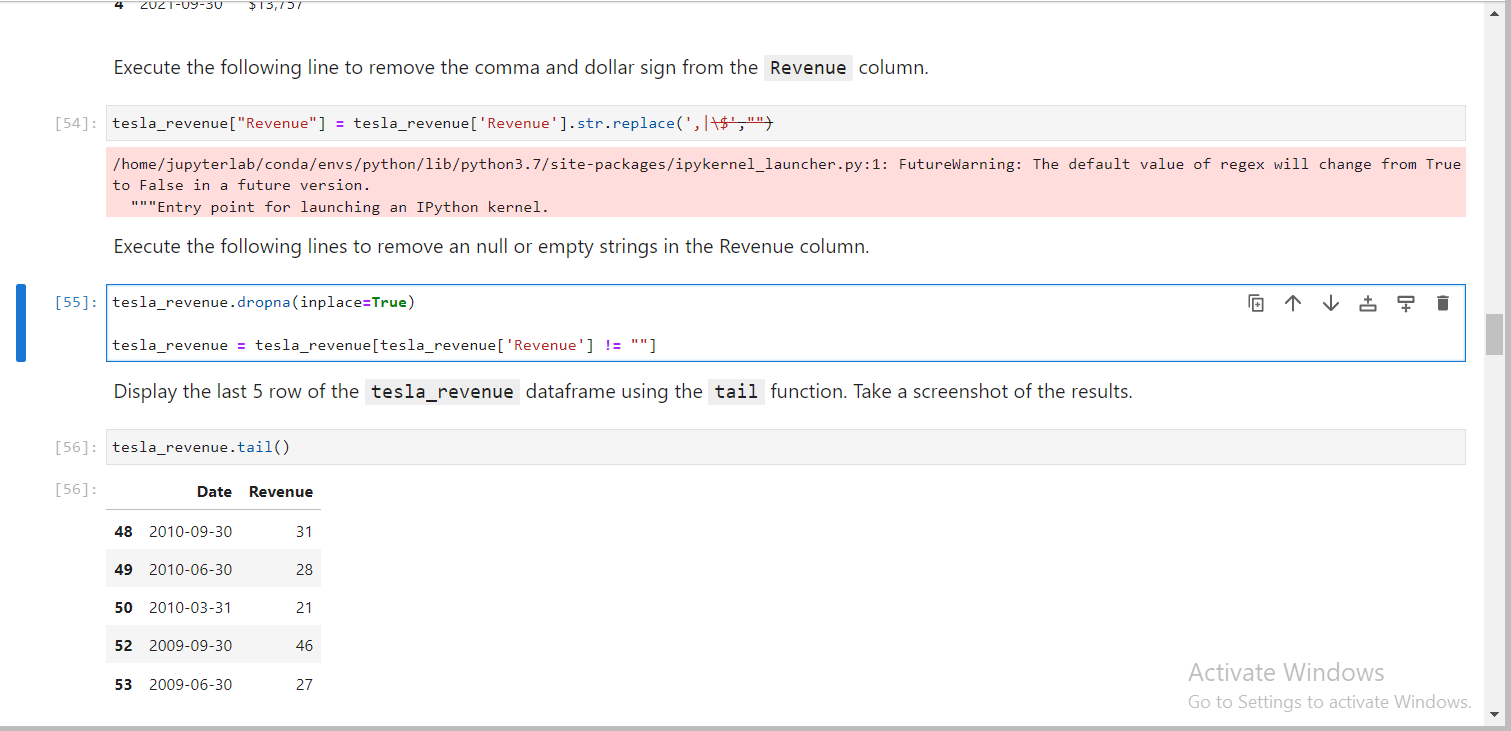 4 2021-09-30 $13,757
Execute the following line to remove the comma and dollar sign from the Revenue column.
[54]: tesla_revenue["Revenue"] = tesla_revenue['Revenue'].str.replace(',|\$',"")
/home/jupyterlab/conda/envs/python/lib/python3.7/site-packages/ipykernel_launcher.py:1: FutureWarning: The default value of regex will change from True
to False in a future version.
"""Entry point for launching an IPython kernel.
Execute the following lines to remove an null or empty strings in the Revenue column.
[55]: tesla_revenue.dropna(inplace=True)
tesla_revenue = tesla_revenue[tesla_revenue['Revenue'] != ""]
Display the last 5 row of the tesla_revenue dataframe using the tail function. Take a screenshot of the results.
[56]: tesla_revenue.tail()
[56]: Date Revenue
48 2010-09-30 31
49 2010-06-30 28
50 2010-03-31 21
52 2009-09-30 46
53 2009-06-30 27
Activate Windows
Go to Settings to activate Windows.